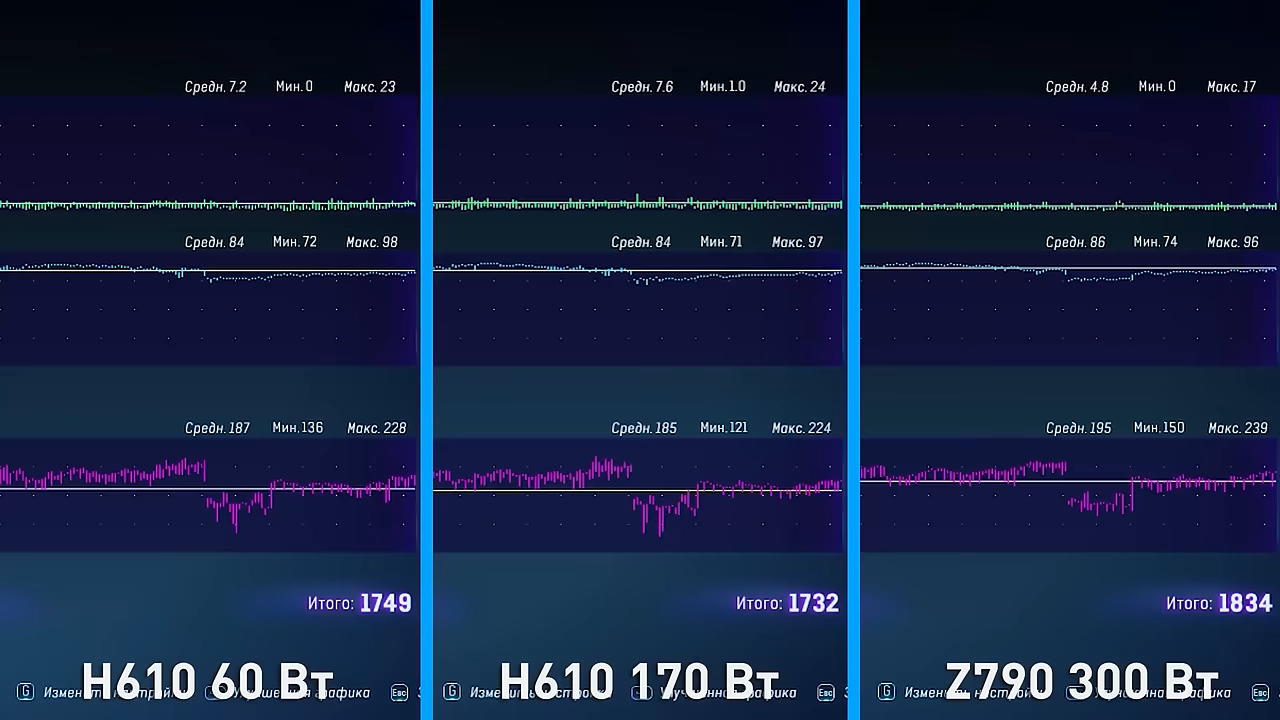 Средн. 7.2 Мин. 0 Макс. 23
Средн. 84 Мин. 72 Макс. 98
Средн. 187 Мин. 136 Макс. 228
Итого: 1749
H610 60 Вт
G Esc
Средн. 7.6 Мин. 1.0 Макс. 24
Средн. 84 Мин. 71 Макс. 97
Средн. 185 Мин. 121 Макс. 224
Итого: 1732
H610 170 Вт
G Esc
Средн. 4.8 Мин. 0 Макс. 17
Средн. 86 Мин. 74 Макс. 96
Средн. 195 Мин. 150 Макс. 239
Итого: 1834
Z790 300 Вт
G Esc